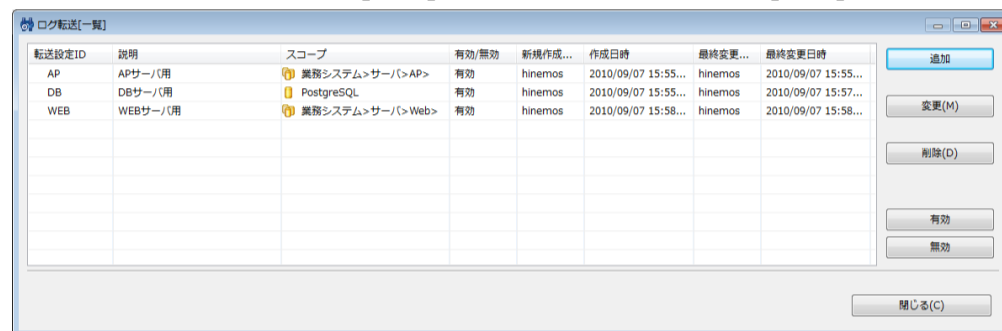 ログ転送[一覧]
転送設定ID 説明 スコープ 有効/無効 新規作成... 作成日時 最終変更... 最終変更日時
AP APサーバ用 業務システム>サーバ>AP> 有効 hinemos 2010/09/07 15:55... hinemos 2010/09/07 15:55...
DB DBサーバ用 PostgreSQL 有効 hinemos 2010/09/07 15:55... hinemos 2010/09/07 15:57...
WEB WEBサーバ用 業務システム>サーバ>Web> 有効 hinemos 2010/09/07 15:58... hinemos 2010/09/07 15:58...
追加
変更(M)
削除(D)
有効
無効
閉じる(C)